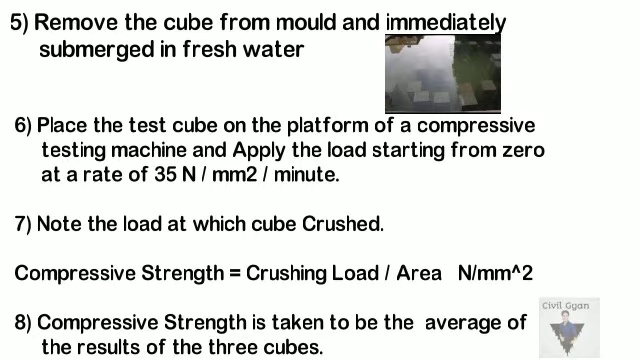 5) Remove the cube from mould and immediately
submerged in fresh water
6) Place the test cube on the platform of a compressive
testing machine and Apply the load starting from zero
at a rate of 35 N / mm2 / minute.
7) Note the load at which cube Crushed.
Compressive Strength = Crushing Load / Area N/mm^2
8) Compressive Strength is taken to be the average of
the results of the three cubes.
Civil Ggan